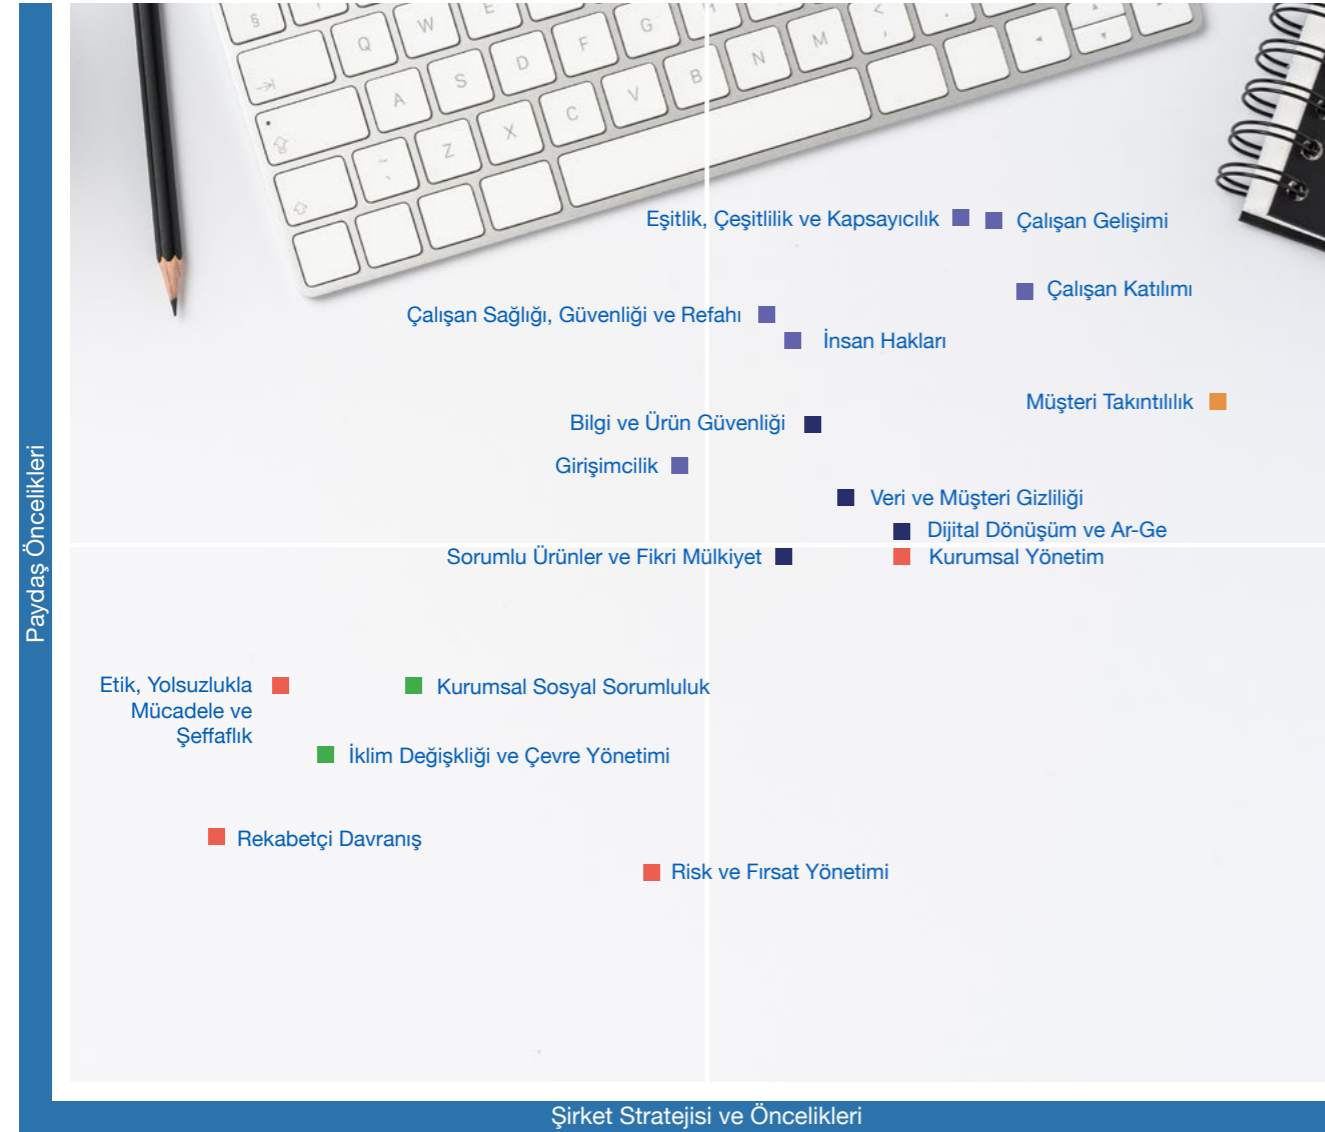 §
Q
W
E
A
S
D
F
G
Z
X
C
V
B
N
M
<
,
.
Eşitlik, Çeşitlilik ve Kapsayıcılık
Çalışan Gelişimi
Çalışan Katılımı
Çalışan Sağlığı, Güvenliği ve Refahı
İnsan Hakları
Müşteri Takıntılılık
Bilgi ve Ürün Güvenliği
Girişimcilik
Veri ve Müşteri Gizliliği
Dijital Dönüşüm ve Ar-Ge
Sorumlu Ürünler ve Fikri Mülkiyet
Kurumsal Yönetim
Etik, Yolsuzlukla
Mücadele ve
Şeffaflık
Kurumsal Sosyal Sorumluluk
İklim Değişkliği ve Çevre Yönetimi
Rekabetçi Davranış
Risk ve Fırsat Yönetimi
Paydaş Öncelikleri
Şirket Stratejisi ve Öncelikleri